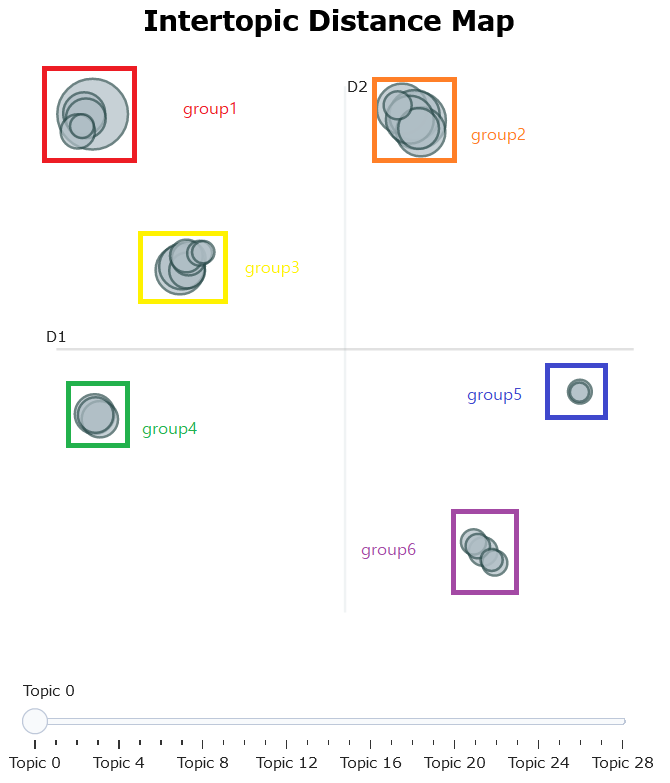 Intertopic Distance Map
D2
group1
group2
group3
D1
group5
group4
group6
Topic 0
Topic 0 Topic 4 Topic 8 Topic 12 Topic 16 Topic 20 Topic 24 Topic 28